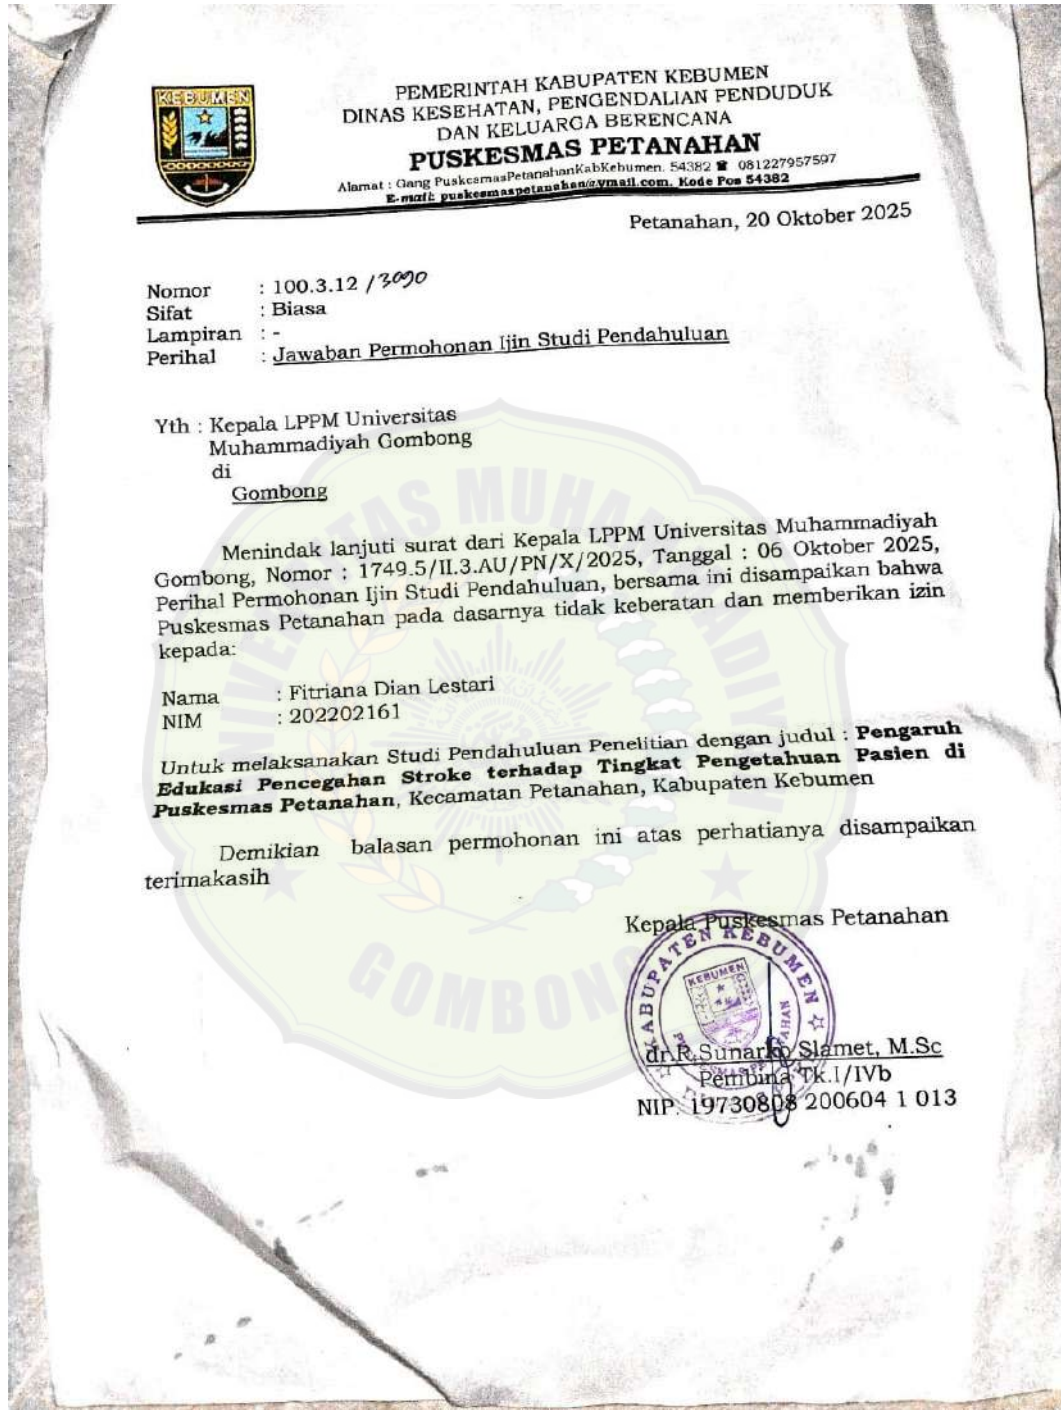 KEBUMEN
PEMERINTAH KABUPATEN KEBUMEN
DINAS KESEHATAN, PENGENDALIAN PENDUDUK
DAN KELUARGA BERENCANA
PUSKESMAS PETANAHAN
Alamat : Gang PuskesmasPetanahanKabKebumen. 54382 ☎ 081227957597
E-mail: puskesmaspetanahan@ymail.com. Kode Pos 54382
Petanahan, 20 Oktober 2025
Nomor : 100.3.12 / 3090
Sifat : Biasa
Lampiran : -
Perihal : Jawaban Permohonan Ijin Studi Pendahuluan
Yth : Kepala LPPM Universitas
Muhammadiyah Gombong
di
Gombong
Menindak lanjuti surat dari Kepala LPPM Universitas Muhammadiyah
Gombong, Nomor : 1749.5/II.3.AU/PN/X/2025, Tanggal : 06 Oktober 2025,
Perihal Permohonan Ijin Studi Pendahuluan, bersama ini disampaikan bahwa
Puskesmas Petanahan pada dasarnya tidak keberatan dan memberikan izin
kepada:
Nama : Fitriana Dian Lestari
NIM : 202202161
Untuk melaksanakan Studi Pendahuluan Penelitian dengan judul : Pengaruh
Edukasi Pencegahan Stroke terhadap Tingkat Pengetahuan Pasien di
Puskesmas Petanahan, Kecamatan Petanahan, Kabupaten Kebumen
Demikian balasan permohonan ini atas perhatianya disampaikan
terimakasih
Kepala Puskesmas Petanahan
KABUPATEN KEBUMEN
KEBUMEN
dr.R.Sunarko Slamet, M.Sc
Pembina Tk.I/IVb
NIP. 19730808 200604 1 013
UNIVERSITAS MUHAMMADIYAH
GOMBONG